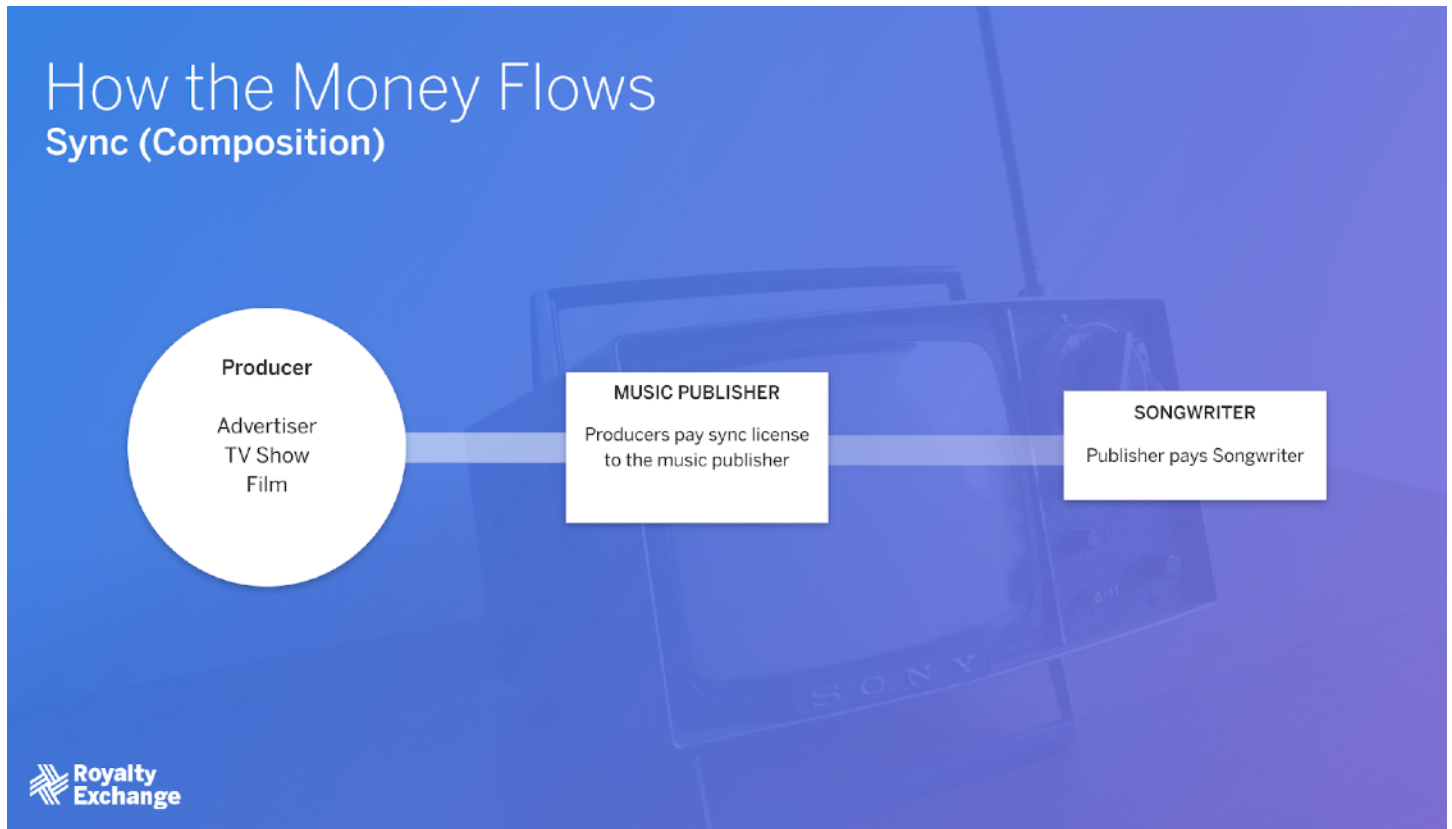 How the Money Flows
Sync (Composition)
Producer
Advertiser
TV Show
Film
MUSIC PUBLISHER
Producers pay sync license
to the music publisher
SONGWRITER
Publisher pays Songwriter
SONY
Royalty
Exchange